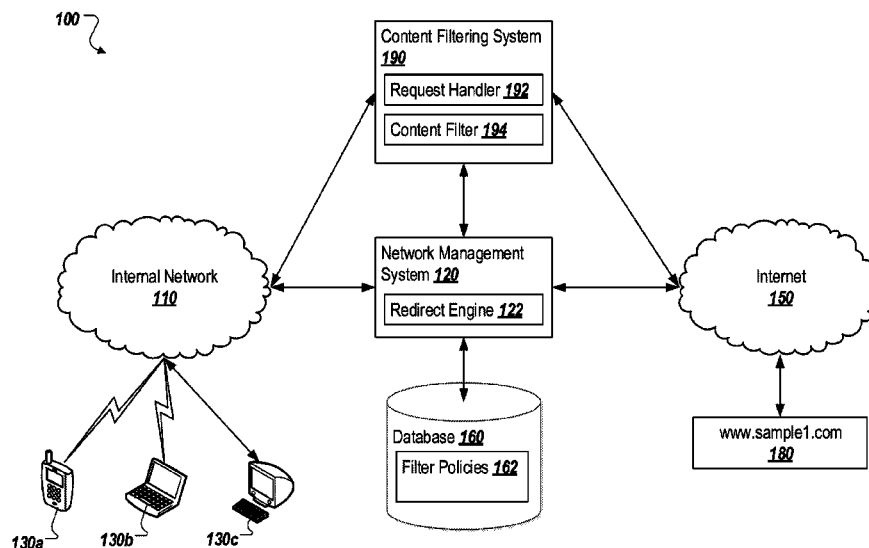 100
Content Filtering System
190
Request Handler 192
Content Filter 194
Internal Network
110
Network Management
System 120
Redirect Engine 122
Internet
150
Database 160
Filter Policies 162
www.sample1.com
180
130a
130b
130c